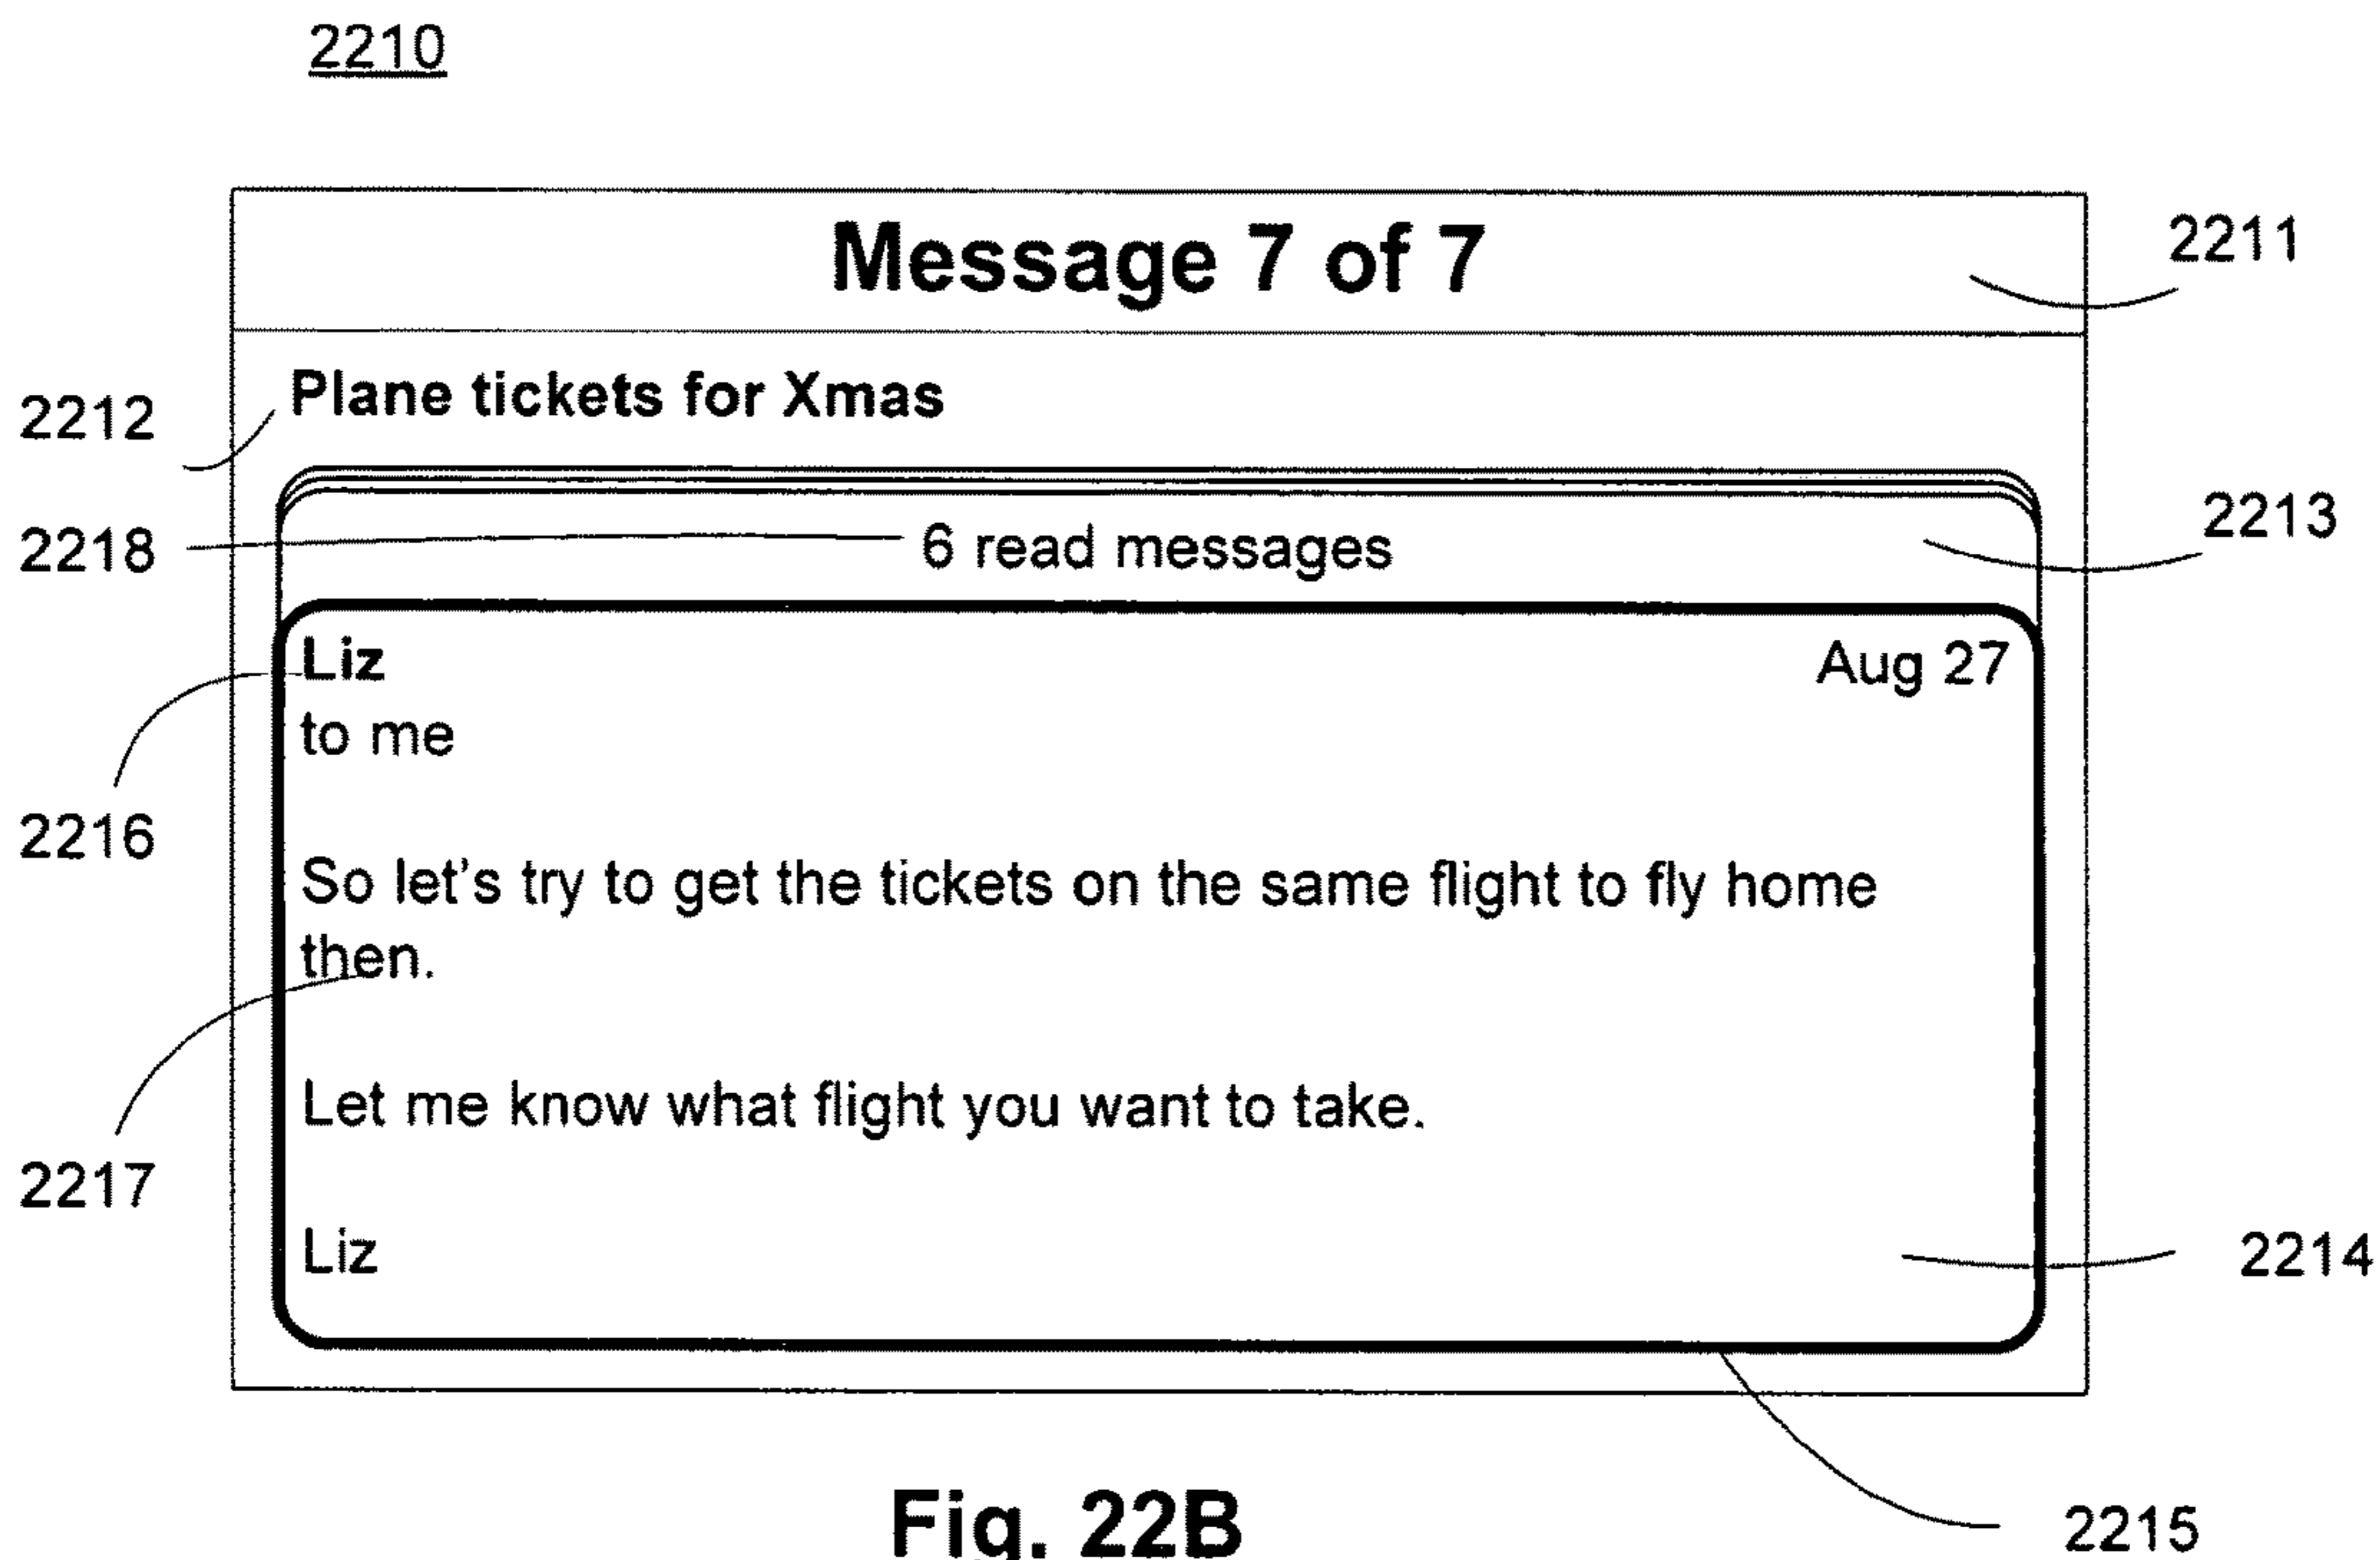 2210
Message 7 of 7
2211
Plane tickets for Xmas
2212
2213
2218
6 read messages
Liz
Aug 27
to me
2216
So let's try to get the tickets on the same flight to fly home
then.
Let me know what flight you want to take.
2217
Liz
2214
2215
Fig. 22B